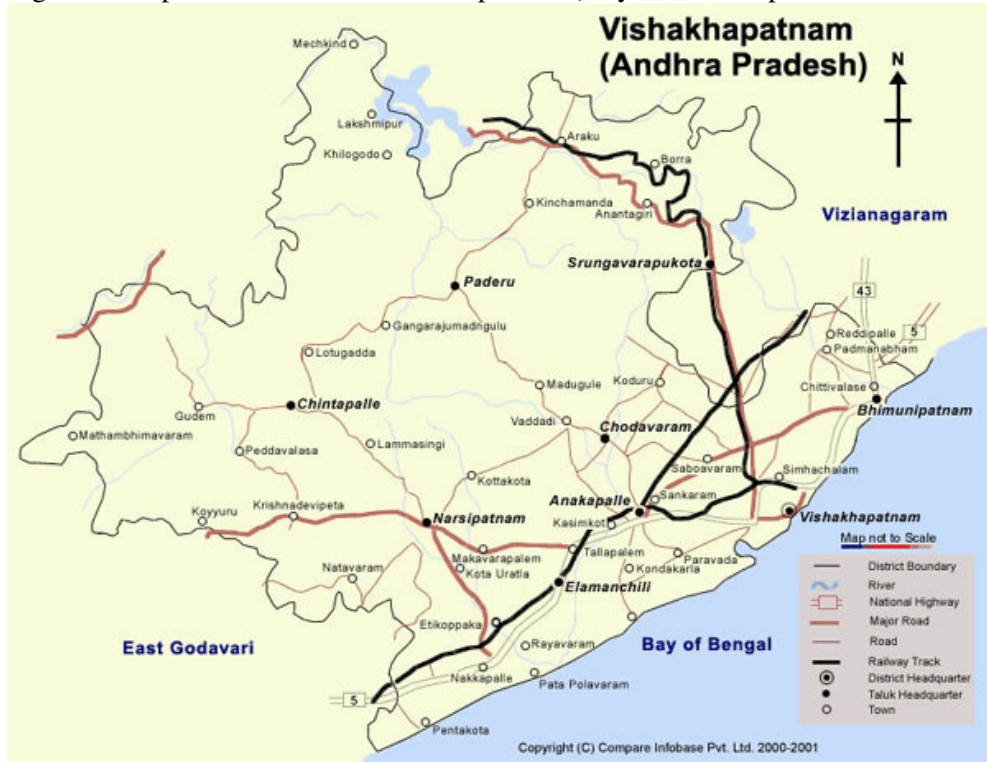 Vishakhapatnam
(Andhra Pradesh)
N
Mechkind
Lakshmipur
Khilogodo
Araku
Borra
Kinchamanda
Anantagiri
Vizianagaram
Srungavarapukota
Paderu
43
Gangarajumadngulu
Reddipalle
5
Padmanabham
Lotugadda
Madugule
Koduru
Chittivalase
Gudem
Chintapalle
Bhimunipatnam
Vaddadi
Mathambhimavaram
Chodavaram
Peddavalasa
Lammasingi
Saboavaram
Simhachalam
Kottakota
Anakapalle
Sankaram
Koyyuru
Krishnadevipeta
Narsipatnam
Kasimkot
Vishakhapatnam
Map not to Scale
Makavarapalem
Tallapalem
Paravada
Natavaram
Kota Uratla
Kondakarla
Elamanchili
Etikoppaka
East Godavari
Rayavaram
Bay of Bengal
Nakkapalle
Pata Polavaram
5
Pentakota
District Boundary
River
National Highway
Major Road
Road
Railway Track
District Headquarter
Taluk Headquarter
Town
Copyright (C) Compare Infobase Pvt. Ltd. 2000-2001